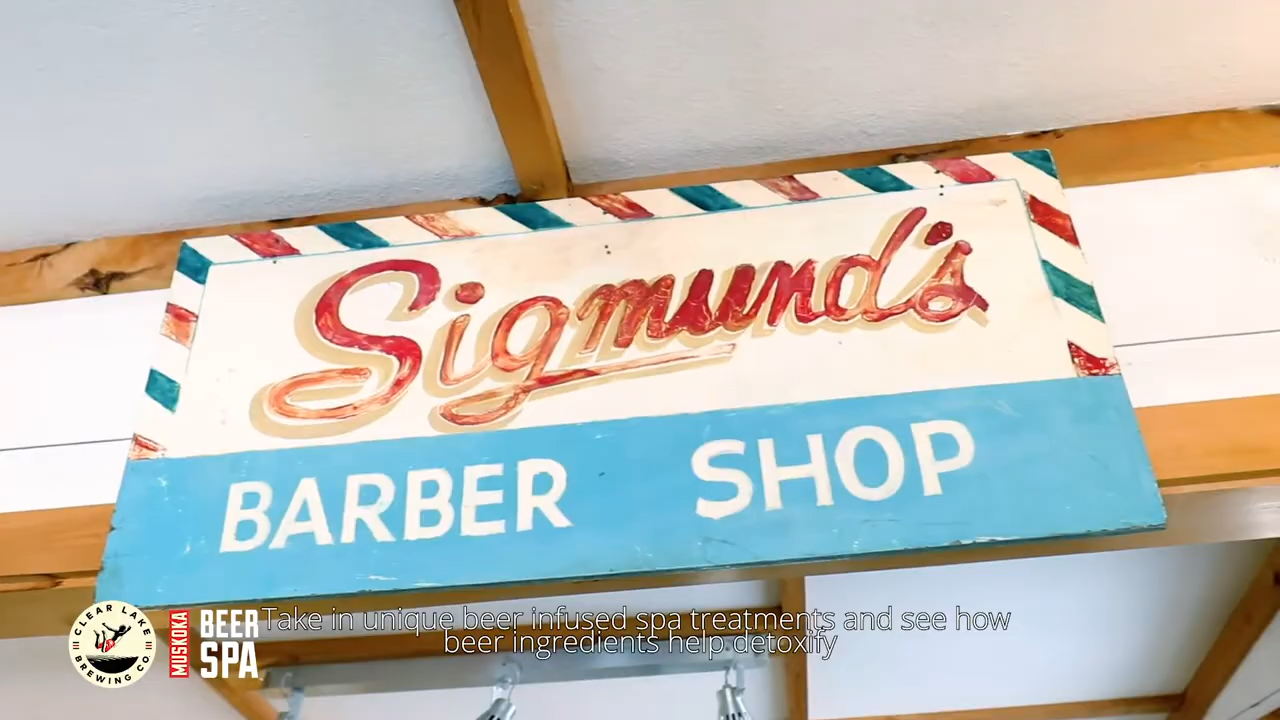 Sigmund's
BARBER SHOP
CLEAR LAKE
BREWING CO.
MUSKOKA
BEER
SPA
Take in unique beer infused spa treatments and see how
beer ingredients help detoxify